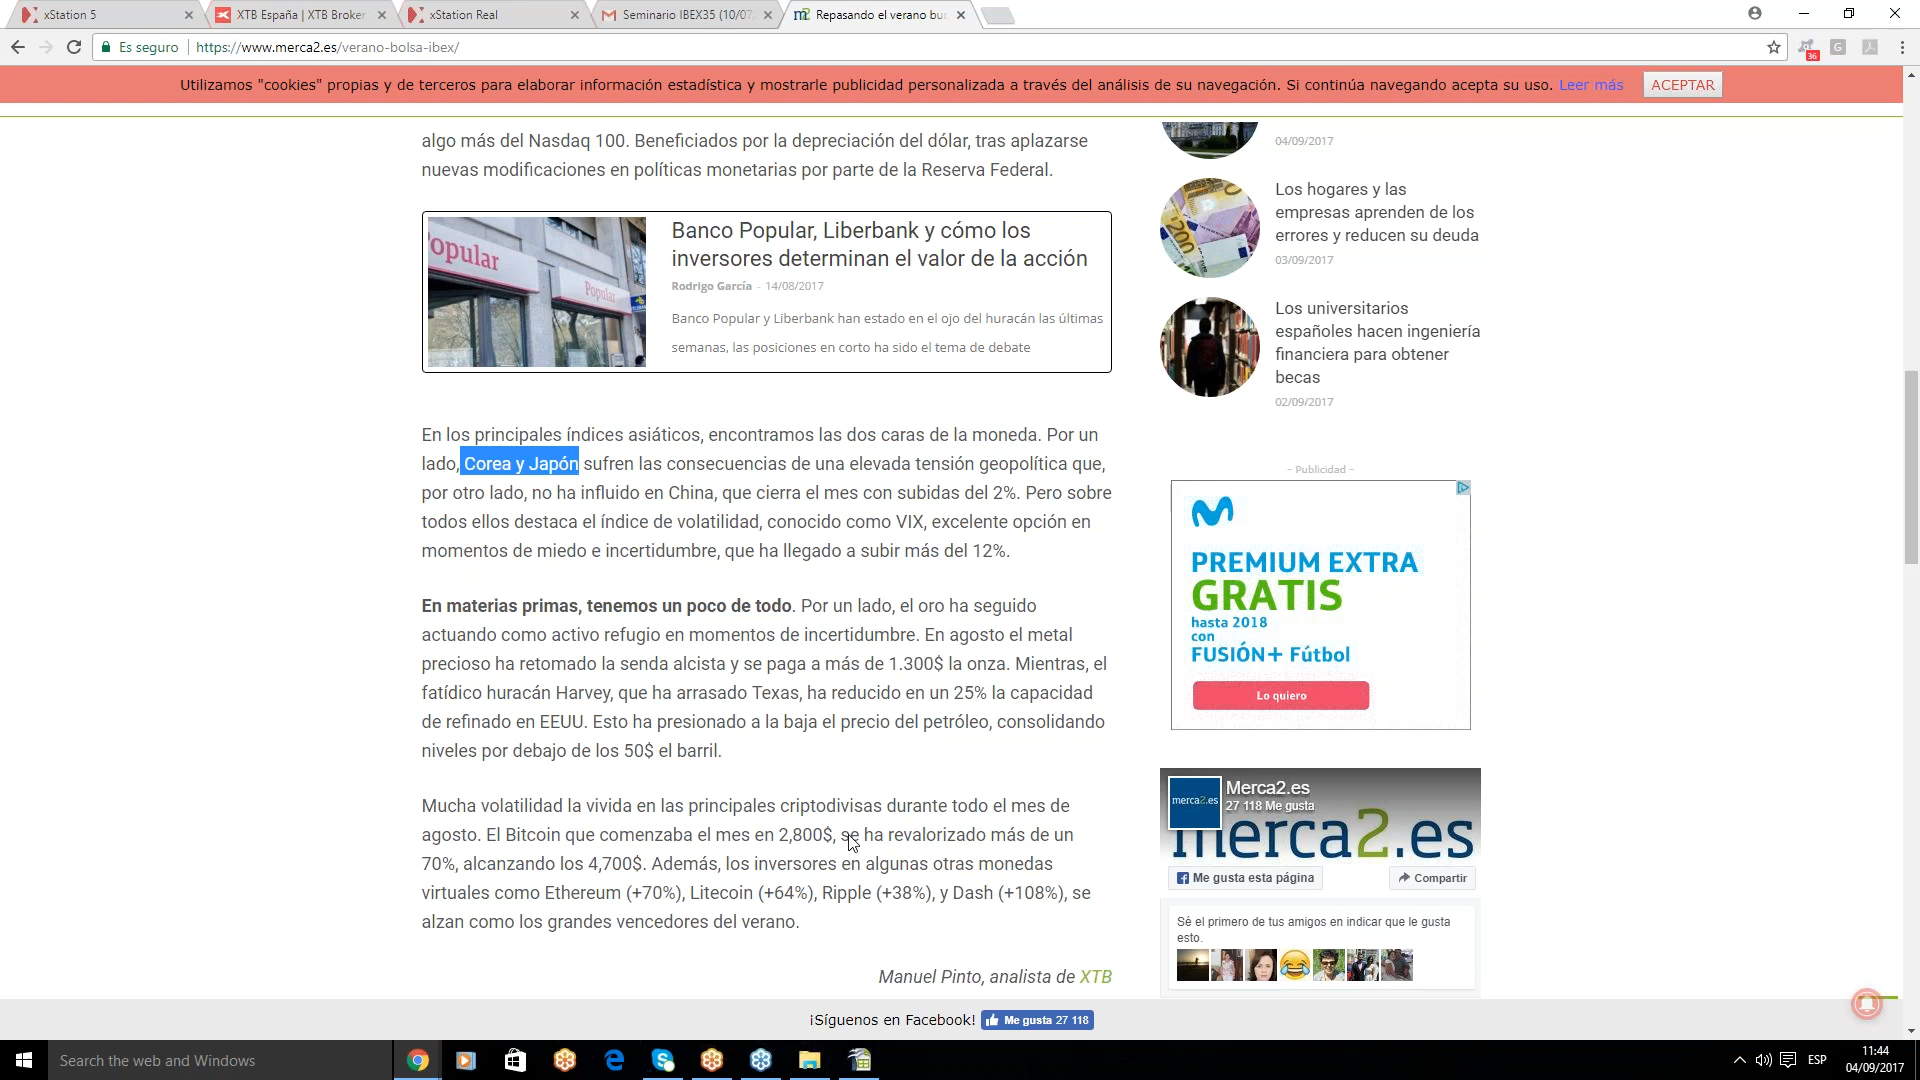 xStation 5
XTB España | XTB Broker
xStation Real
Seminario IBEX35 (10/07
Repasando el verano bu
Es seguro
https://www.merca2.es/verano-bolsa-ibex/
36
Utilizamos "cookies" propias y de terceros para elaborar información estadística y mostrarle publicidad personalizada a través del análisis de su navegación. Si continúa navegando acepta su uso. Leer más
ACEPTAR
algo más del Nasdaq 100. Beneficiados por la depreciación del dólar, tras aplazarse
nuevas modificaciones en políticas monetarias por parte de la Reserva Federal.
opular
Popular
Banco Popular, Liberbank y cómo los
inversores determinan el valor de la acción
Rodrigo García - 14/08/2017
Banco Popular y Liberbank han estado en el ojo del huracán las últimas
semanas, las posiciones en corto ha sido el tema de debate
En los principales índices asiáticos, encontramos las dos caras de la moneda. Por un
lado, Corea y Japón sufren las consecuencias de una elevada tensión geopolítica que,
por otro lado, no ha influido en China, que cierra el mes con subidas del 2%. Pero sobre
todos ellos destaca el índice de volatilidad, conocido como VIX, excelente opción en
momentos de miedo e incertidumbre, que ha llegado a subir más del 12%.
En materias primas, tenemos un poco de todo. Por un lado, el oro ha seguido
actuando como activo refugio en momentos de incertidumbre. En agosto el metal
precioso ha retomado la senda alcista y se paga a más de 1.300$ la onza. Mientras, el
fatídico huracán Harvey, que ha arrasado Texas, ha reducido en un 25% la capacidad
de refinado en EEUU. Esto ha presionado a la baja el precio del petróleo, consolidando
niveles por debajo de los 50$ el barril.
Mucha volatilidad la vivida en las principales criptodivisas durante todo el mes de
agosto. El Bitcoin que comenzaba el mes en 2,800$, se ha revalorizado más de un
70%, alcanzando los 4,700$. Además, los inversores en algunas otras monedas
virtuales como Ethereum (+70%), Litecoin (+64%), Ripple (+38%), y Dash (+108%), se
alzan como los grandes vencedores del verano.
Manuel Pinto, analista de XTB
04/09/2017
200
Los hogares y las
empresas aprenden de los
errores y reducen su deuda
03/09/2017
Los universitarios
españoles hacen ingeniería
financiera para obtener
becas
02/09/2017
- Publicidad -
PREMIUM EXTRA
GRATIS
hasta 2018
con
FUSIÓN+ Fútbol
Lo quiero
merca2.es
Merca2.es
27 118 Me gusta
merca2.es
Me gusta esta página
Compartir
Sé el primero de tus amigos en indicar que le gusta
esto.
¡Síguenos en Facebook!
Me gusta 27 118
Search the web and Windows
ESP
11:44
04/09/2017